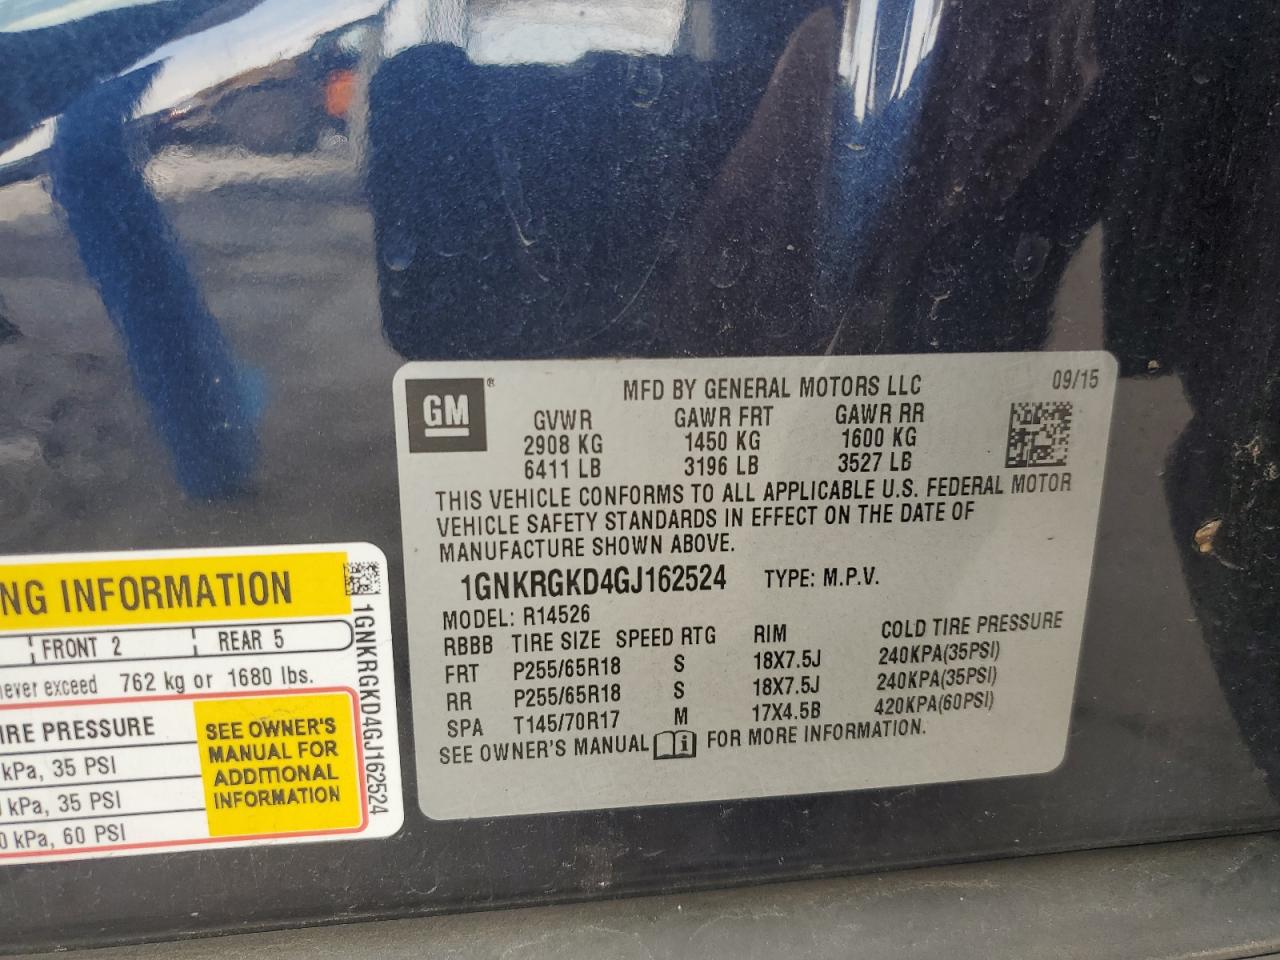 NG INFORMATION
FRONT 2 REAR 5
never exceed 762 kg or 1680 lbs.
IRE PRESSURE
kPa, 35 PSI
kPa, 35 PSI
0 kPa, 60 PSI
SEE OWNER'S
MANUAL FOR
ADDITIONAL
INFORMATION
1GNKRGKD4GJ162524
GM®
MFD BY GENERAL MOTORS LLC 09/15
GVWR GAWR FRT GAWR RR
2908 KG 1450 KG 1600 KG
6411 LB 3196 LB 3527 LB
THIS VEHICLE CONFORMS TO ALL APPLICABLE U.S. FEDERAL MOTOR
VEHICLE SAFETY STANDARDS IN EFFECT ON THE DATE OF
MANUFACTURE SHOWN ABOVE.
1GNKRGKD4GJ162524 TYPE: M.P.V.
MODEL: R14526
RBBB TIRE SIZE SPEED RTG RIM COLD TIRE PRESSURE
FRT P255/65R18 S 18X7.5J 240KPA(35PSI)
RR P255/65R18 S 18X7.5J 240KPA(35PSI)
SPA T145/70R17 M 17X4.5B 420KPA(60PSI)
SEE OWNER'S MANUAL i FOR MORE INFORMATION.